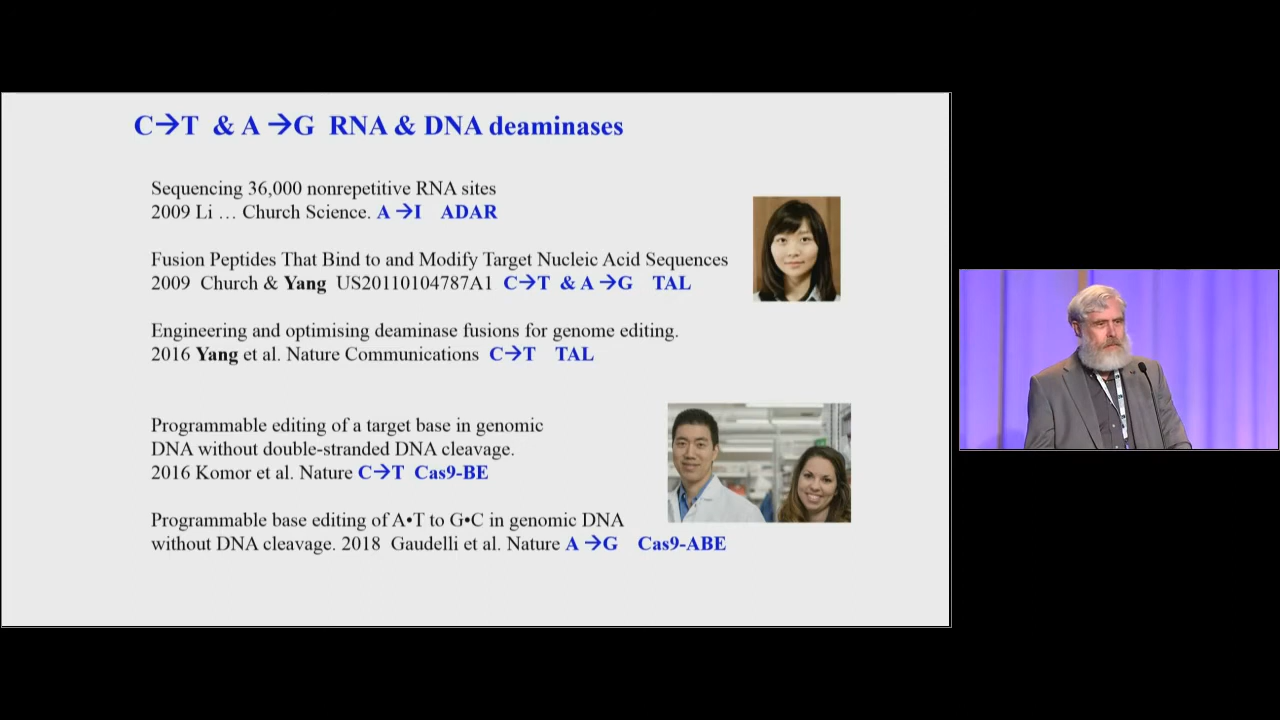 C→T & A →G RNA & DNA deaminases
Sequencing 36,000 nonrepetitive RNA sites
2009 Li … Church Science. A →I ADAR
Fusion Peptides That Bind to and Modify Target Nucleic Acid Sequences
2009 Church & Yang US20110104787A1 C→T & A →G TAL
Engineering and optimising deaminase fusions for genome editing.
2016 Yang et al. Nature Communications C→T TAL
Programmable editing of a target base in genomic
DNA without double-stranded DNA cleavage.
2016 Komor et al. Nature C→T Cas9-BE
Programmable base editing of A•T to G•C in genomic DNA
without DNA cleavage. 2018 Gaudelli et al. Nature A →G Cas9-ABE